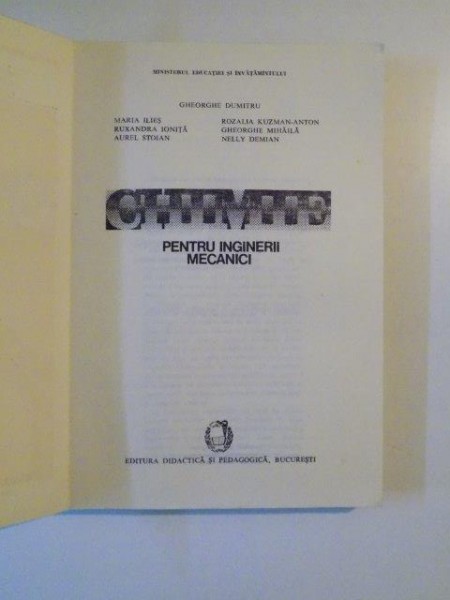 MINISTERUL EDUCAȚIEI ȘI ÎNVĂȚĂMÎNTULUI
GHEORGHE DUMITRU
MARIA ILIEȘ
RUXANDRA IONIȚĂ
AUREL STOIAN
ROZALIA KUZMAN-ANTON
GHEORGHE MIHĂILĂ
NELLY DEMIAN
CHIMIE
PENTRU INGINERII
MECANICI
EDITURA DIDACTICĂ ȘI PEDAGOGICĂ, BUCUREȘTI